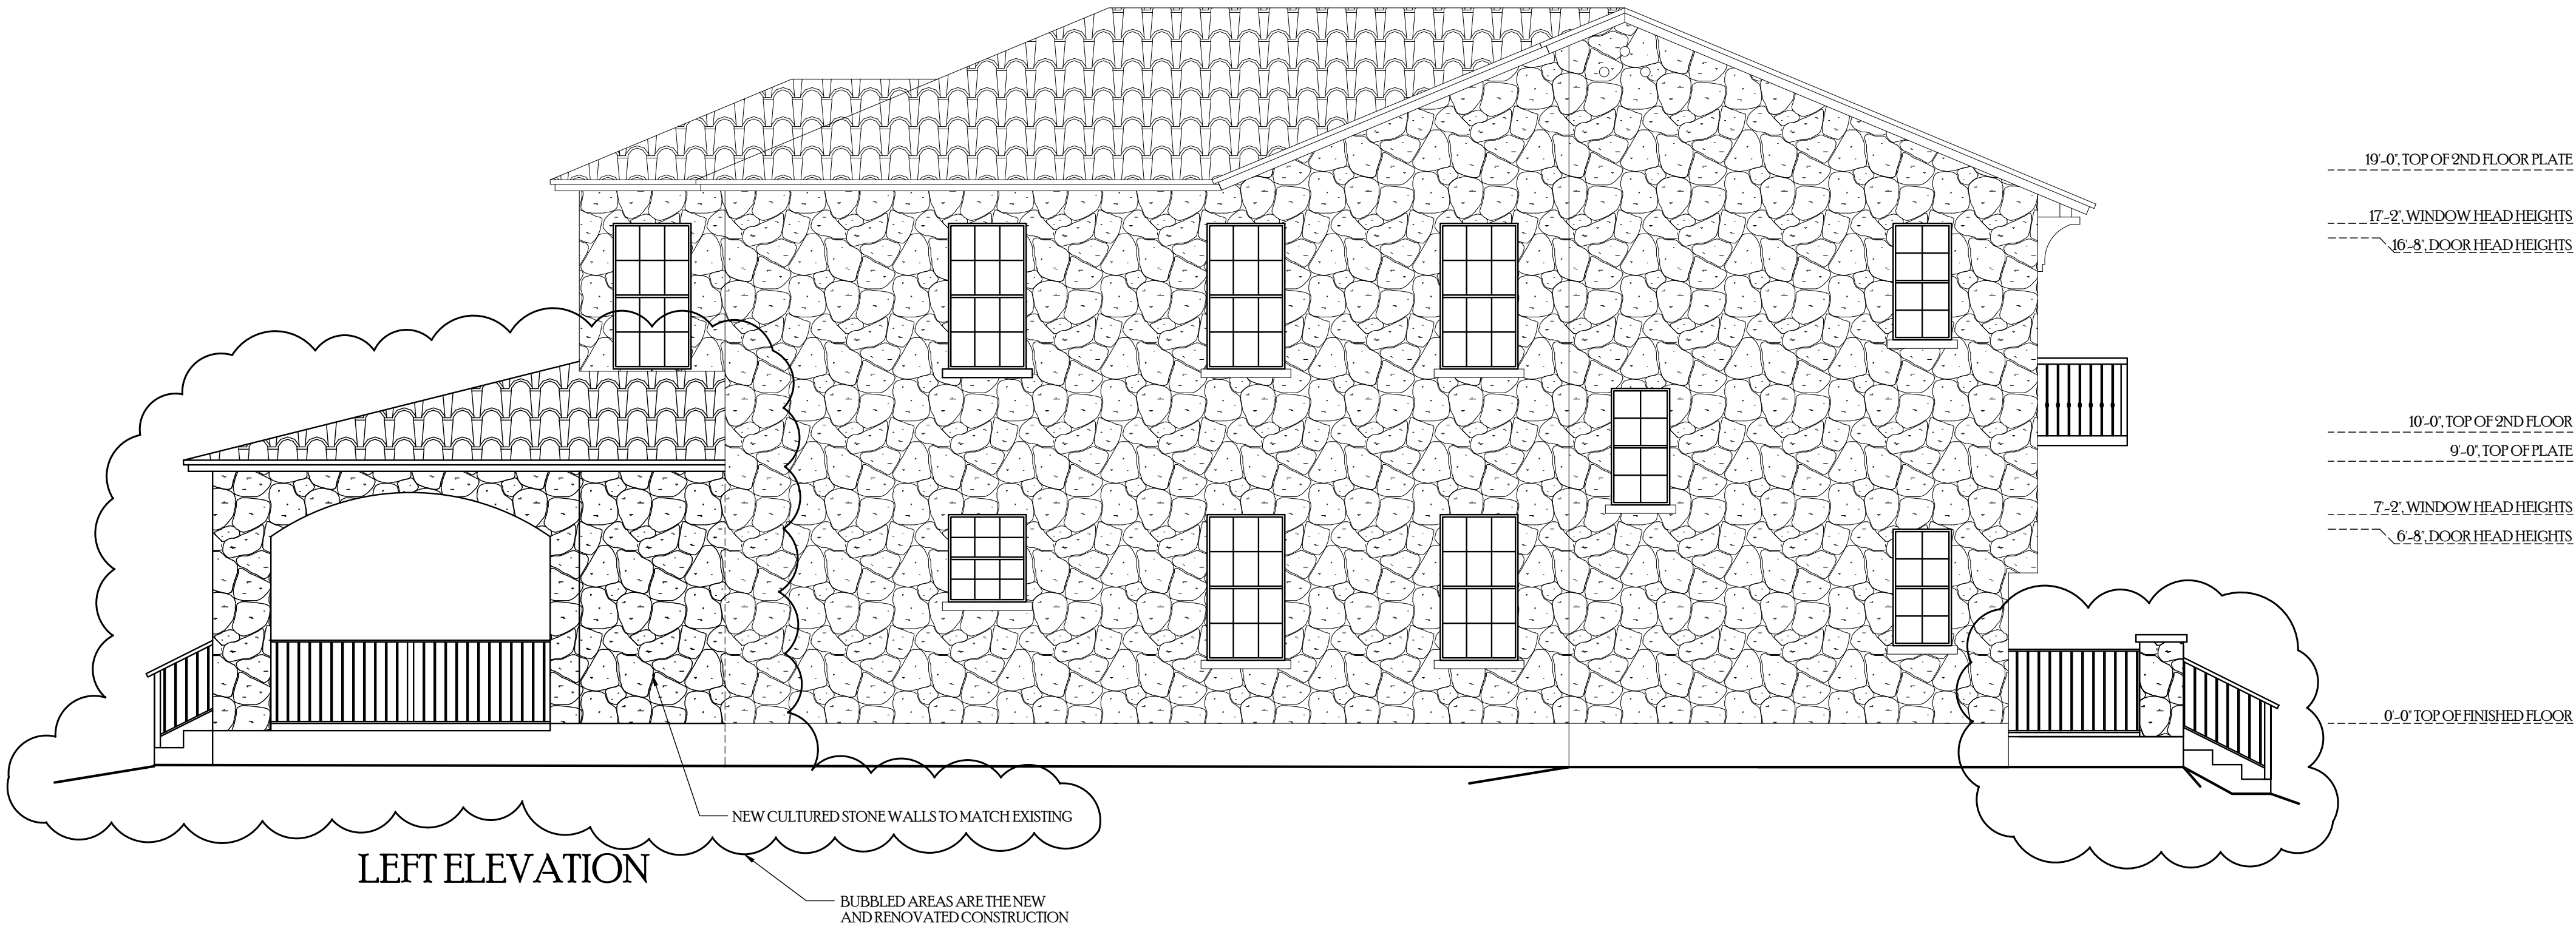 19'-0", TOP OF 2ND FLOOR PLATE
17'-2", WINDOW HEAD HEIGHTS
16'-8", DOOR HEAD HEIGHTS
10'-0", TOP OF 2ND FLOOR
9'-0", TOP OF PLATE
7'-2", WINDOW HEAD HEIGHTS
6'-8", DOOR HEAD HEIGHTS
0'-0" TOP OF FINISHED FLOOR
NEW CULTURED STONE WALLS TO MATCH EXISTING
LEFT ELEVATION
BUBBLED AREAS ARE THE NEW
AND RENOVATED CONSTRUCTION